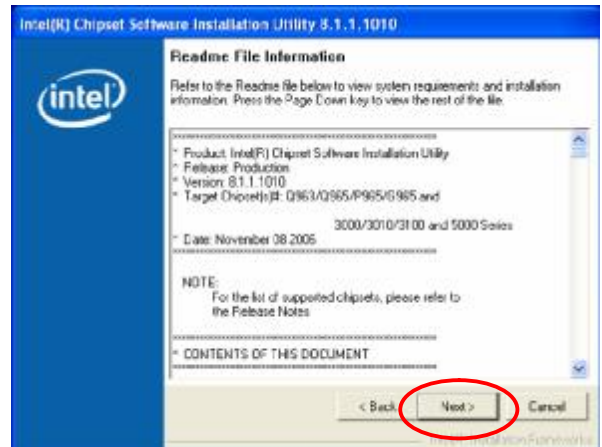 Intel(R) Chipset Software Installation Utility 8.1.1.1010
intel
Readme File Information
Refer to the Readme file below to view system requirements and installation
information. Press the Page Down key to view the rest of the file.
************************************************************
* Product: Intel(R) Chipset Software Installation Utility
* Release: Production
* Version: 8.1.1.1010
* Target Chipset(s)#: Q963/Q965/P965/G965 and
3000/3010/3100 and 5000 Series
* Date: November 08 2006
************************************************************
NOTE:
For the list of supported chipsets, please refer to
the Release Notes
************************************************************
* CONTENTS OF THIS DOCUMENT
************************************************************
< Back
Next >
Cancel
Intel(R) Installation Frameworks